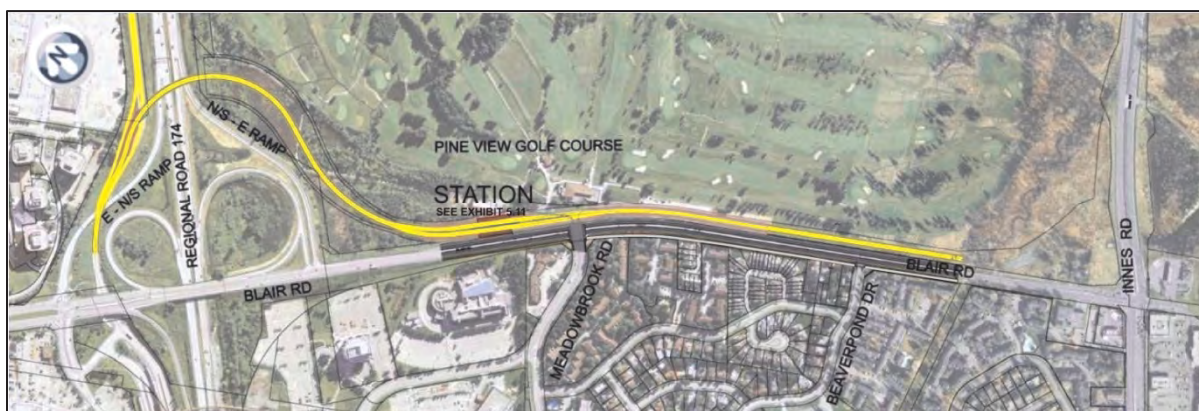 N
N/S - E RAMP
PINE VIEW GOLF COURSE
E - N/S RAMP
REGIONAL ROAD 174
STATION
SEE EXHIBIT 5.11
BLAIR RD
MEADOWBROOK RD
BLAIR RD
BEAVERPOND DR
INNES RD